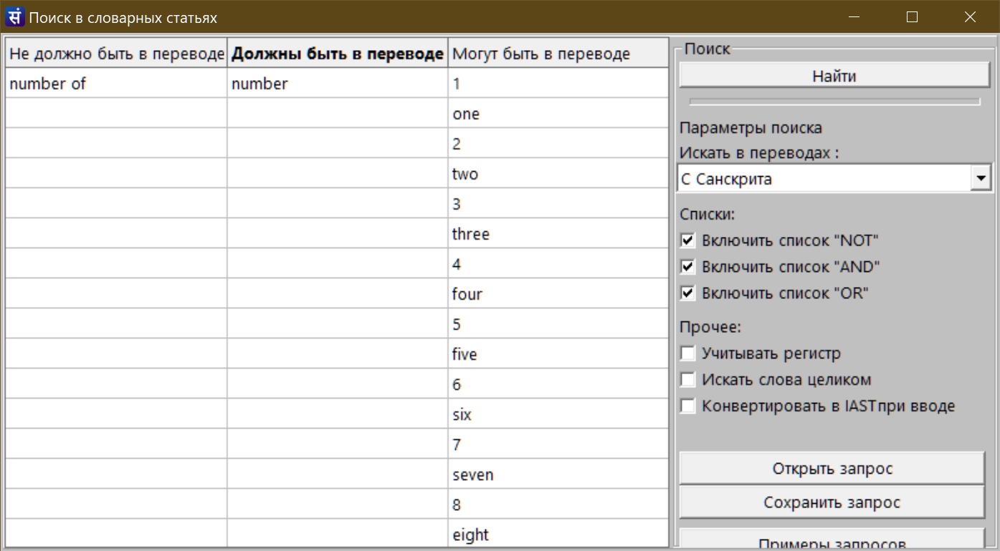 सं Поиск в словарных статьях
Не должно быть в переводе Должны быть в переводе Могут быть в переводе
number of number 1
one
2
two
3
three
4
four
5
five
6
six
7
seven
8
eight
Поиск
Найти
Параметры поиска
Искать в переводах :
С Санскрита
Списки:
Включить список "NOT"
Включить список "AND"
Включить список "OR"
Прочее:
Учитывать регистр
Искать слова целиком
Конвертировать в IASTпри вводе
Открыть запрос
Сохранить запрос
Примеры запросов